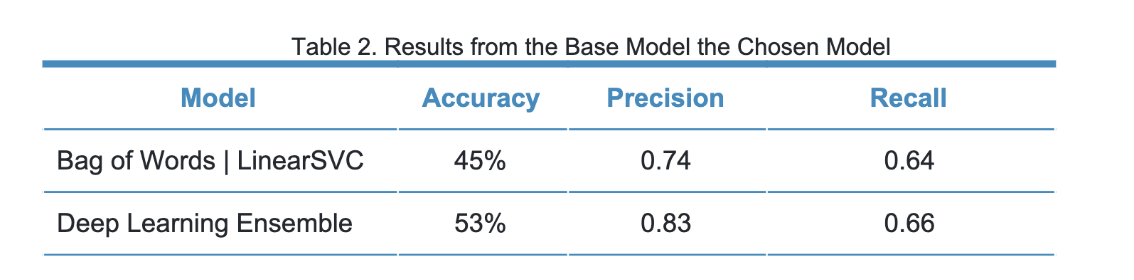 Table 2. Results from the Base Model the Chosen Model
Model Accuracy Precision Recall
Bag of Words | LinearSVC 45% 0.74 0.64
Deep Learning Ensemble 53% 0.83 0.66